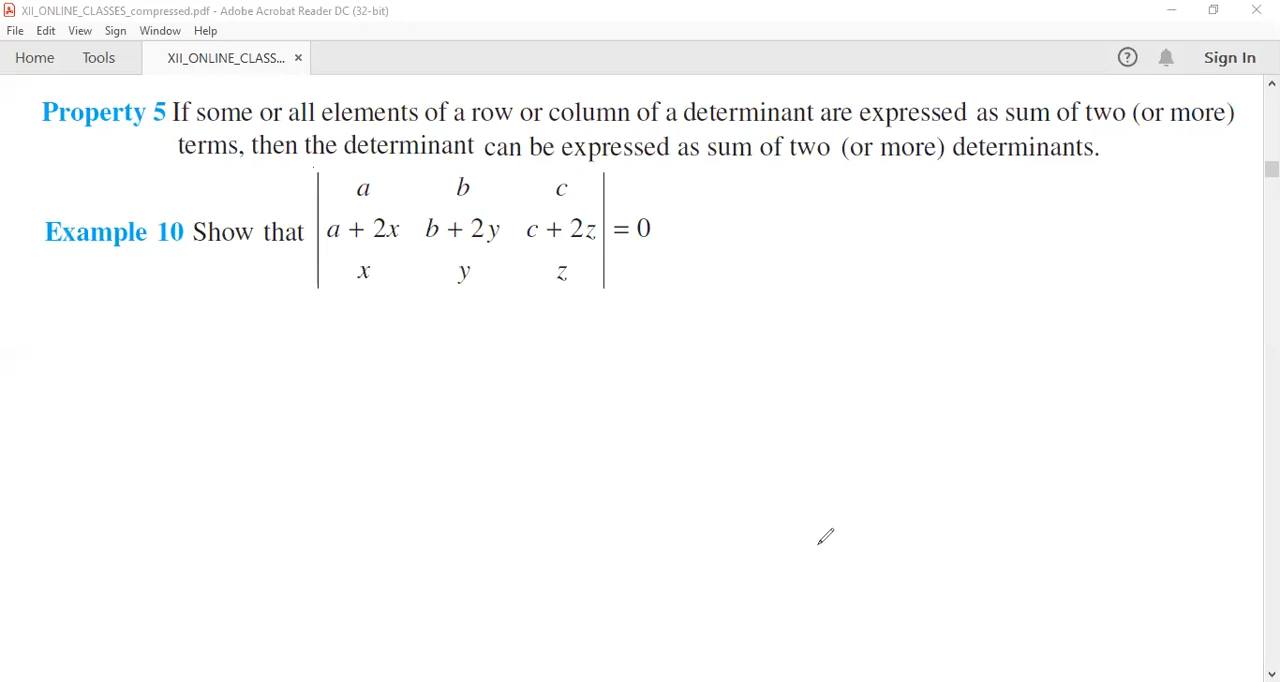 XII_ONLINE_CLASSES_compressed.pdf - Adobe Acrobat Reader DC (32-bit)
File Edit View Sign Window Help
Home Tools XII_ONLINE_CLASS... × ? Sign In
Property 5 If some or all elements of a row or column of a determinant are expressed as sum of two (or more)
terms, then the determinant can be expressed as sum of two (or more) determinants.
a b c
Example 10 Show that a + 2x b + 2y c + 2z = 0
x y z